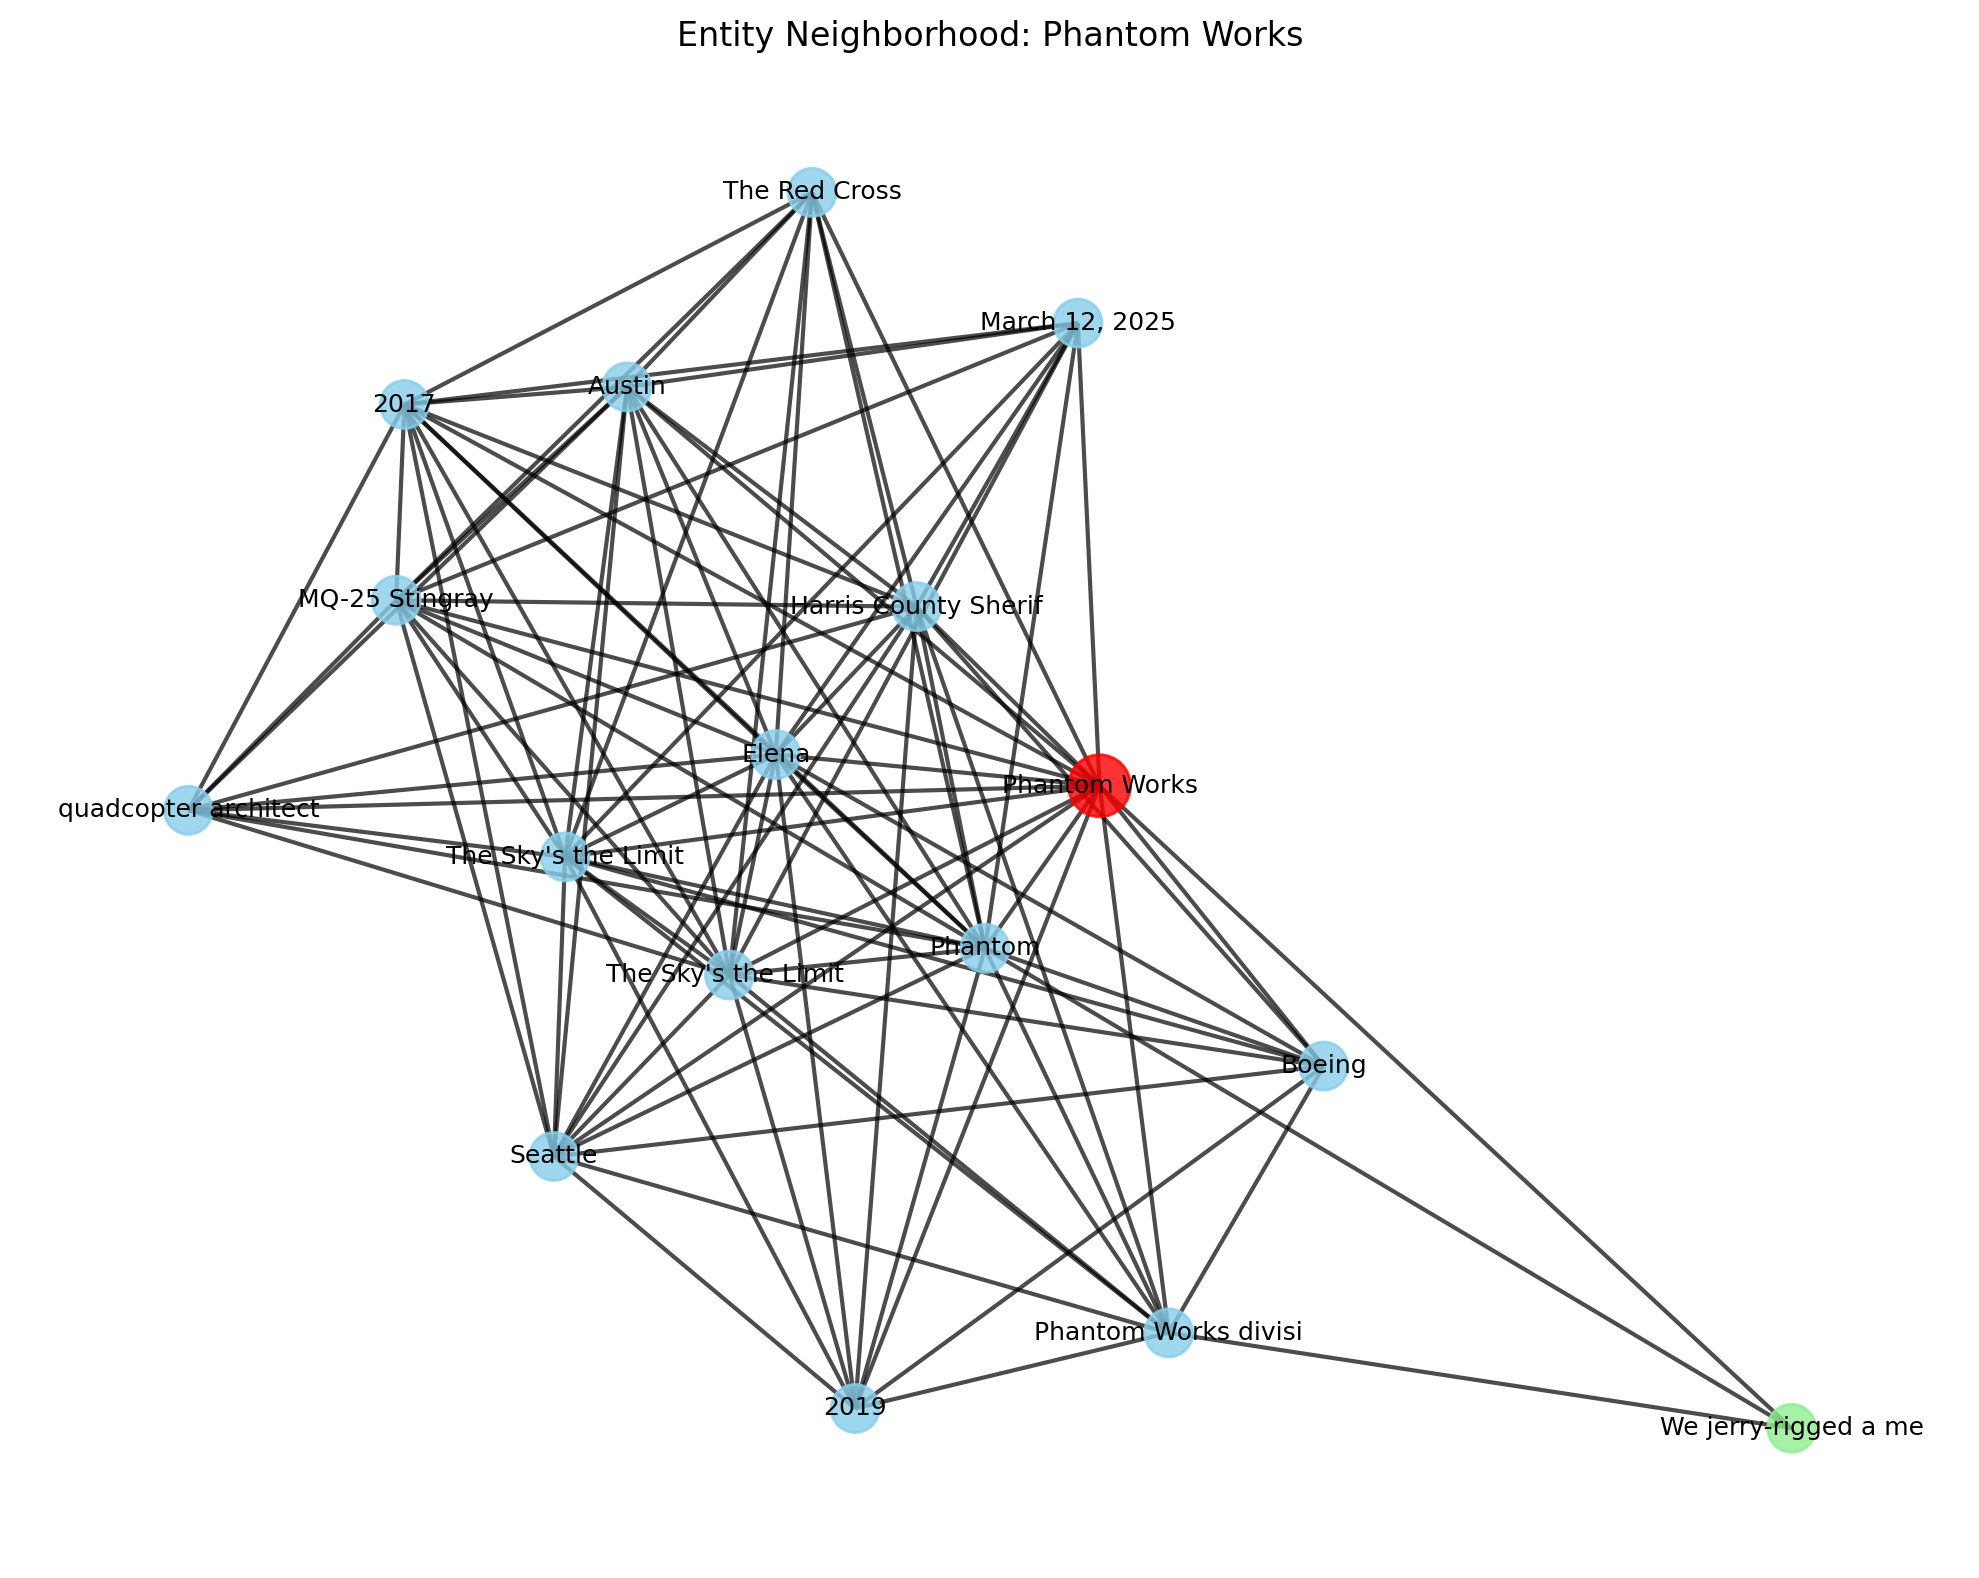 Entity Neighborhood: Phantom Works
The Red Cross
March 12, 2025
Austin
2017
MQ-25 Stingray
Harris County Sherif
Elena
Phantom Works
quadcopter architect
The Sky's the Limit
Phantom
The Sky's the Limit
Boeing
Seattle
Phantom Works divisi
2019
We jerry-rigged a me